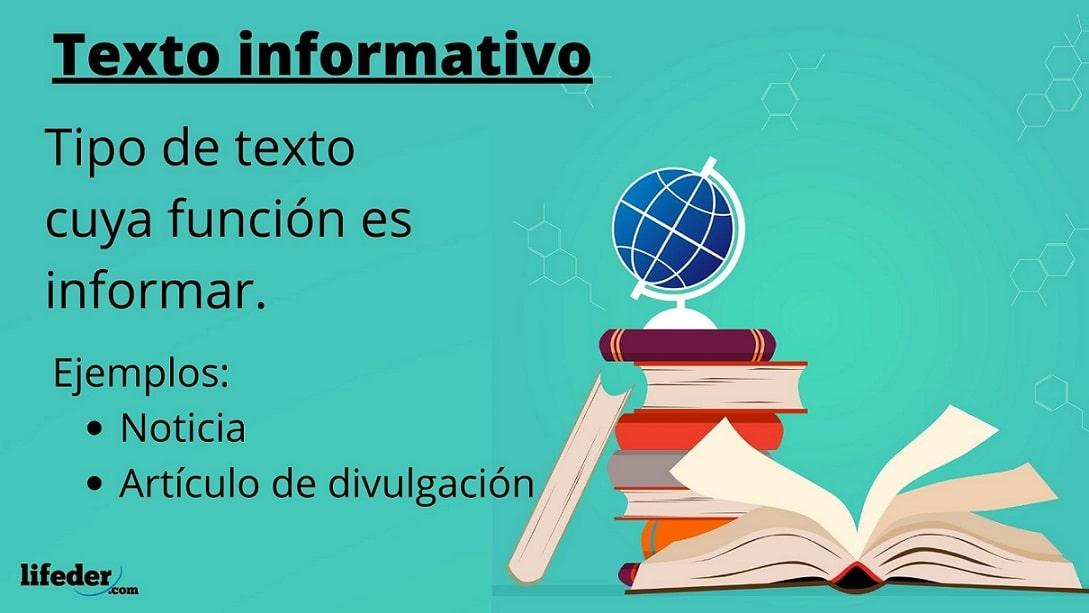 Texto informativo
Tipo de texto
cuya función es
informar.
Ejemplos:
• Noticia
• Artículo de divulgación
lifeder.com